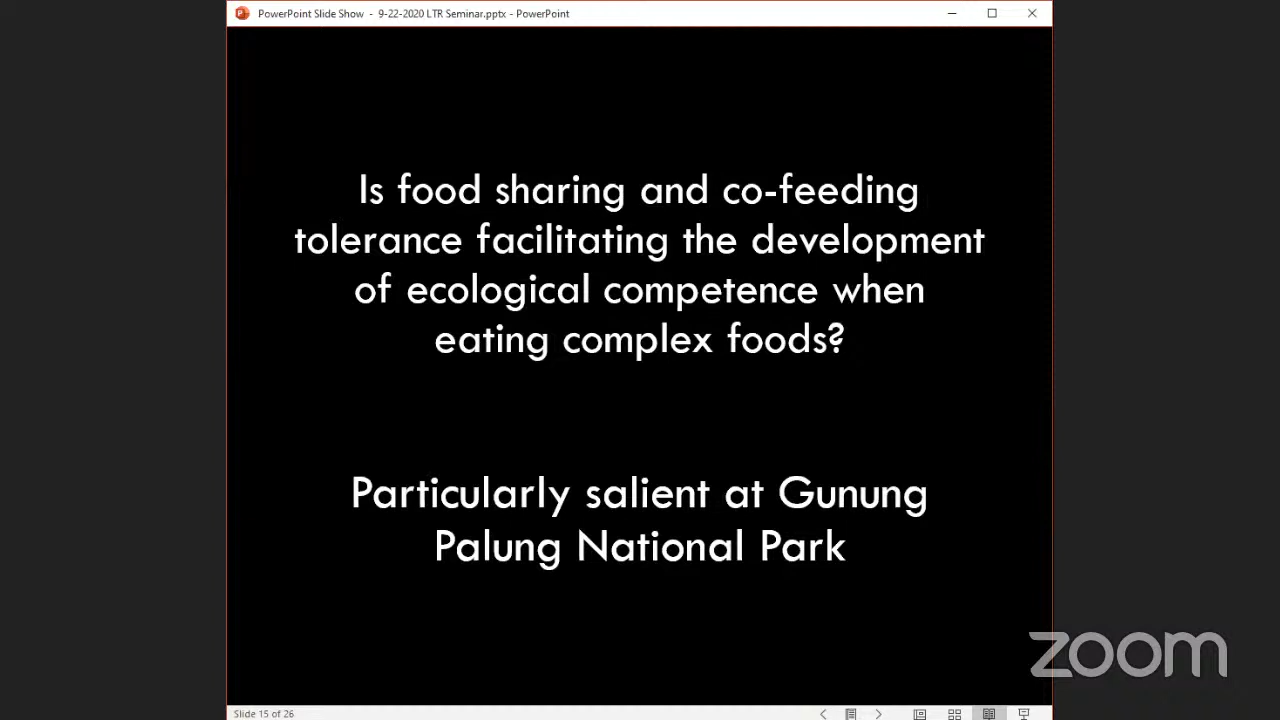 PowerPoint Slide Show - 9-22-2020 LTR Seminar.pptx - PowerPoint
Is food sharing and co-feeding
tolerance facilitating the development
of ecological competence when
eating complex foods?
Particularly salient at Gunung
Palung National Park
zoom
Slide 15 of 26